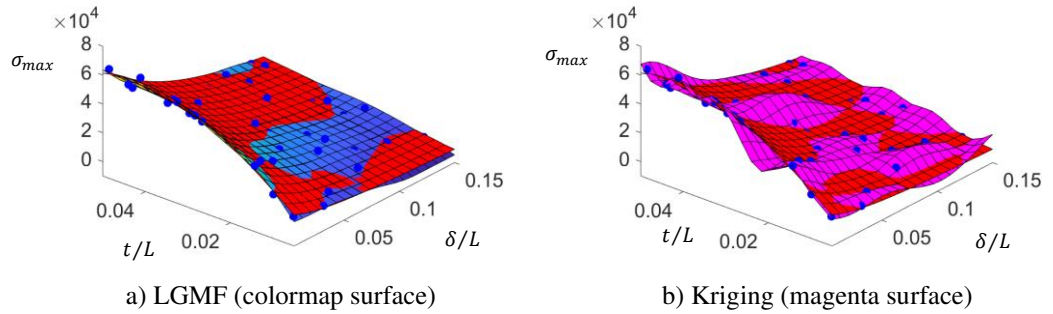 ×10⁴
σ_max
8
6
4
2
0
0.04
t/L
0.02
0.05
δ/L
0.1
0.15
a) LGMF (colormap surface)
×10⁴
σ_max
8
6
4
2
0
0.04
t/L
0.02
0.05
δ/L
0.1
0.15
b) Kriging (magenta surface)